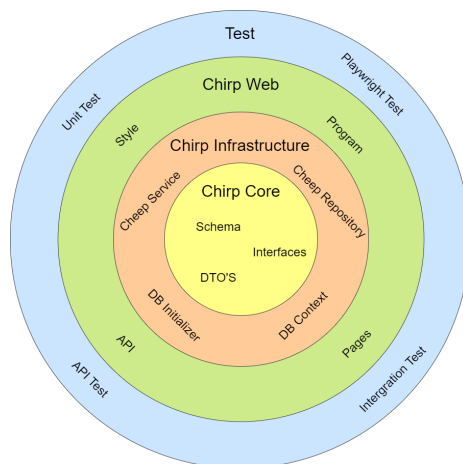 Test
Playwright Test
Unit Test
Chirp Web
Style
Program
Chirp Infrastructure
Cheep Service
Cheep Repository
Chirp Core
Schema
Interfaces
DTO'S
DB Initializer
DB Context
API
Pages
API Test
Intergration Test